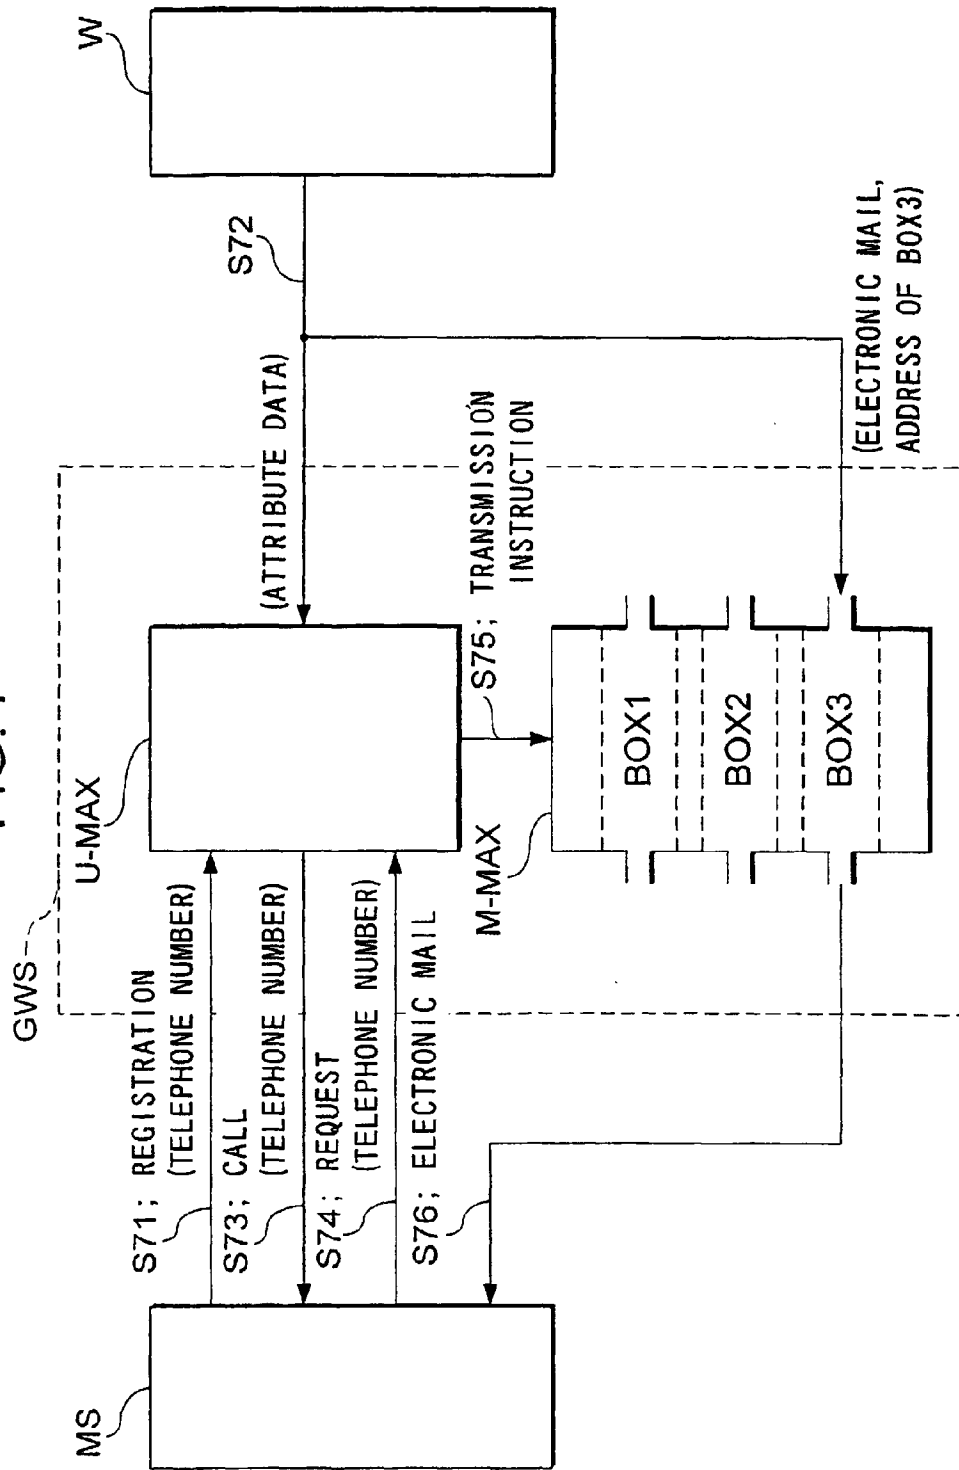 GWS
U-MAX
W
MS
S71; REGISTRATION
(TELEPHONE NUMBER)
S73; CALL
(TELEPHONE NUMBER)
S74; REQUEST
(TELEPHONE NUMBER)
S76; ELECTRONIC MAIL
(ATTRIBUTE DATA)
S72
S75; TRANSMISSION
INSTRUCTION
M-MAX
BOX1
BOX2
BOX3
(ELECTRONIC MAIL,
ADDRESS OF BOX3)